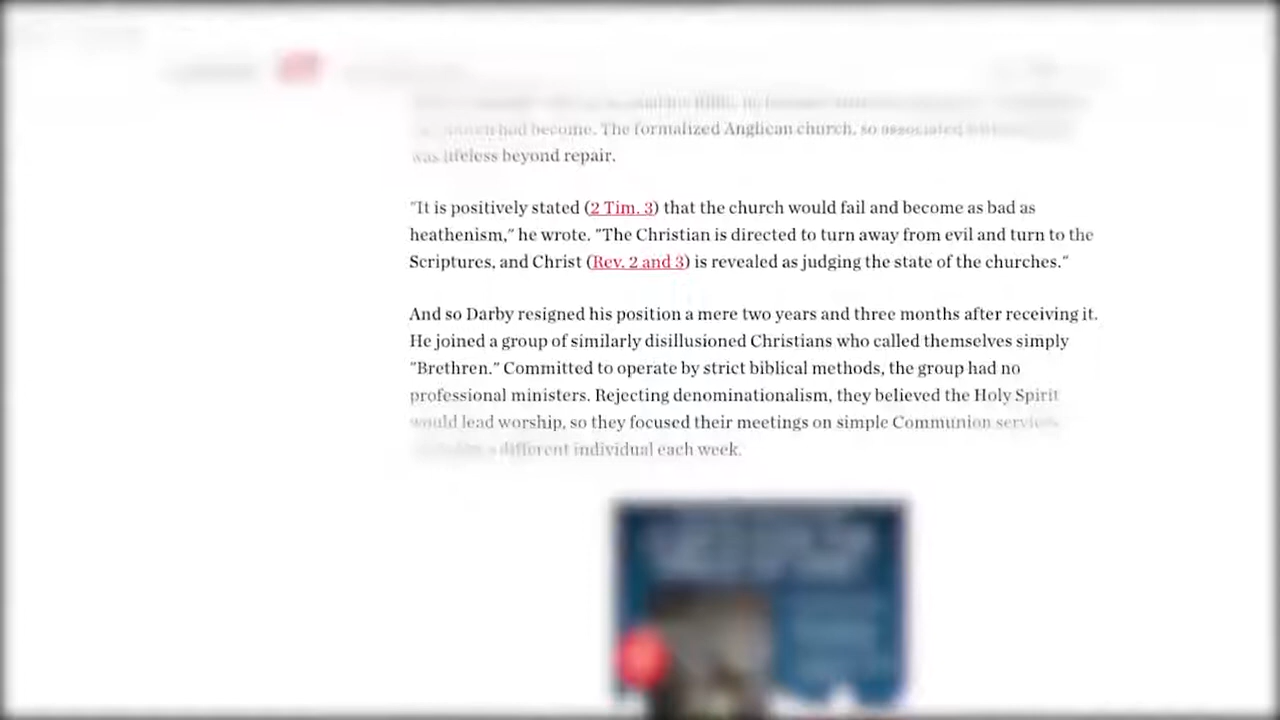 had become. The formalized Anglican church, so associated
was lifeless beyond repair.
"It is positively stated (2 Tim. 3) that the church would fail and become as bad as
heathenism," he wrote. "The Christian is directed to turn away from evil and turn to the
Scriptures, and Christ (Rev. 2 and 3) is revealed as judging the state of the churches."
And so Darby resigned his position a mere two years and three months after receiving it.
He joined a group of similarly disillusioned Christians who called themselves simply
"Brethren." Committed to operate by strict biblical methods, the group had no
professional ministers. Rejecting denominationalism, they believed the Holy Spirit
would lead worship, so they focused their meetings on simple Communion services
a different individual each week.